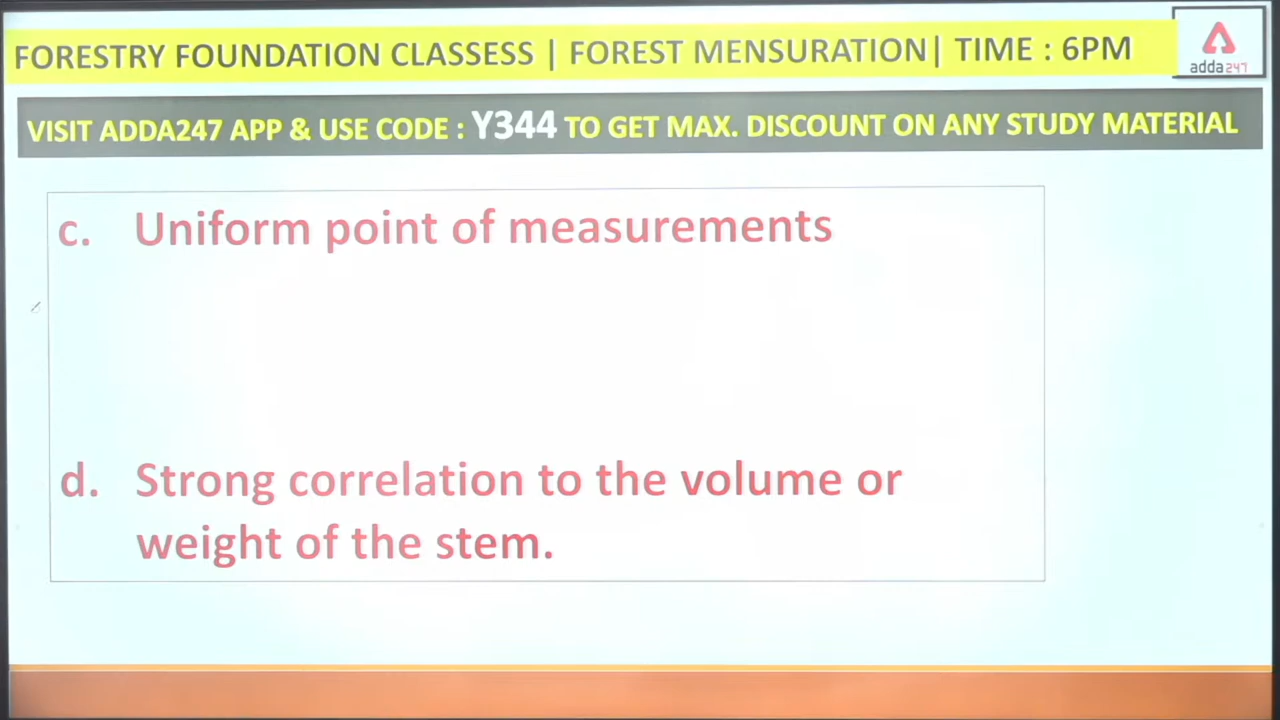 FORESTRY FOUNDATION CLASSESS | FOREST MENSURATION| TIME : 6PM
adda247
VISIT ADDA247 APP & USE CODE : Y344 TO GET MAX. DISCOUNT ON ANY STUDY MATERIAL
c. Uniform point of measurements
d. Strong correlation to the volume or
weight of the stem.